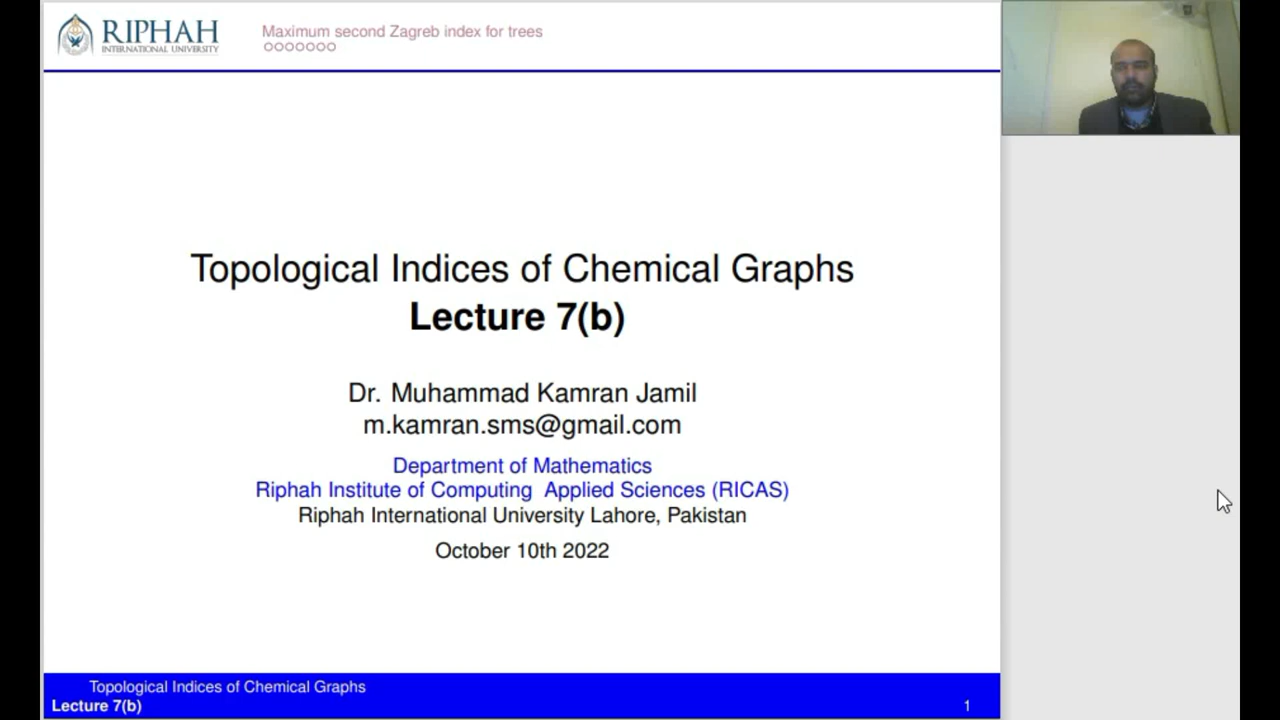 RIPHAH
INTERNATIONAL UNIVERSITY
Maximum second Zagreb index for trees
Topological Indices of Chemical Graphs
Lecture 7(b)
Dr. Muhammad Kamran Jamil
m.kamran.sms@gmail.com
Department of Mathematics
Riphah Institute of Computing Applied Sciences (RICAS)
Riphah International University Lahore, Pakistan
October 10th 2022
Topological Indices of Chemical Graphs
Lecture 7(b)
1